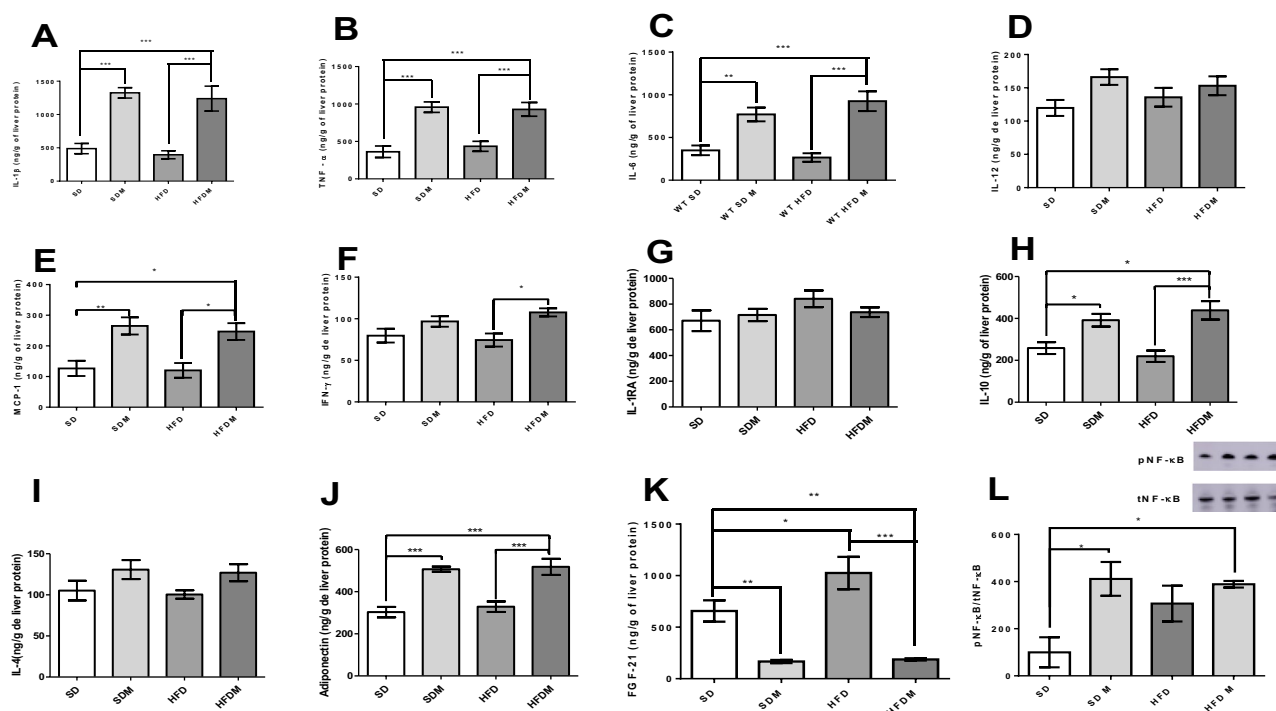 A
***
***
***
IL-1β (ng/g of liver protein)
1500
1000
500
0
SD
SDM
HFD
HFDM
B
***
***
***
TNF - α (ng/g of liver protein)
1500
1000
500
0
SD
SDM
HFD
HFDM
C
***
**
***
IL-6 (ng/g of liver protein)
1500
1000
500
0
WT SD
WT SDM
WT HFD
WT HFDM
D
IL-12 (ng/g de liver protein)
200
150
100
50
0
SD
SDM
HFD
HFDM
E
*
**
*
MCP-1 (ng/g of liver protein)
400
300
200
100
0
SD
SDM
HFD
HFDM
F
*
IFN-γ (ng/g de liver protein)
150
100
50
0
SD
SDM
HFD
HFDM
G
IL-1RA (ng/g de liver protein)
1000
800
600
400
200
0
SD
SDM
HFD
HFDM
H
*
*
***
IL-10 (ng/g of liver protein)
600
400
200
0
SD
SDM
HFD
HFDM
I
IL-4(ng/g de liver protein)
200
150
100
50
0
SD
SDM
HFD
HFDM
J
***
***
***
Adiponectin (ng/g de liver protein)
600
400
200
0
SD
SDM
HFD
HFDM
K
**
*
***
**
FGF-21 (ng/g of liver protein)
1500
1000
500
0
SD
SDM
HFD
HFDM
pNF-κB
tNF-κB
L
*
*
pNF-κB/tNF-κB
600
400
200
0
SD
SDM
HFD
HFDM